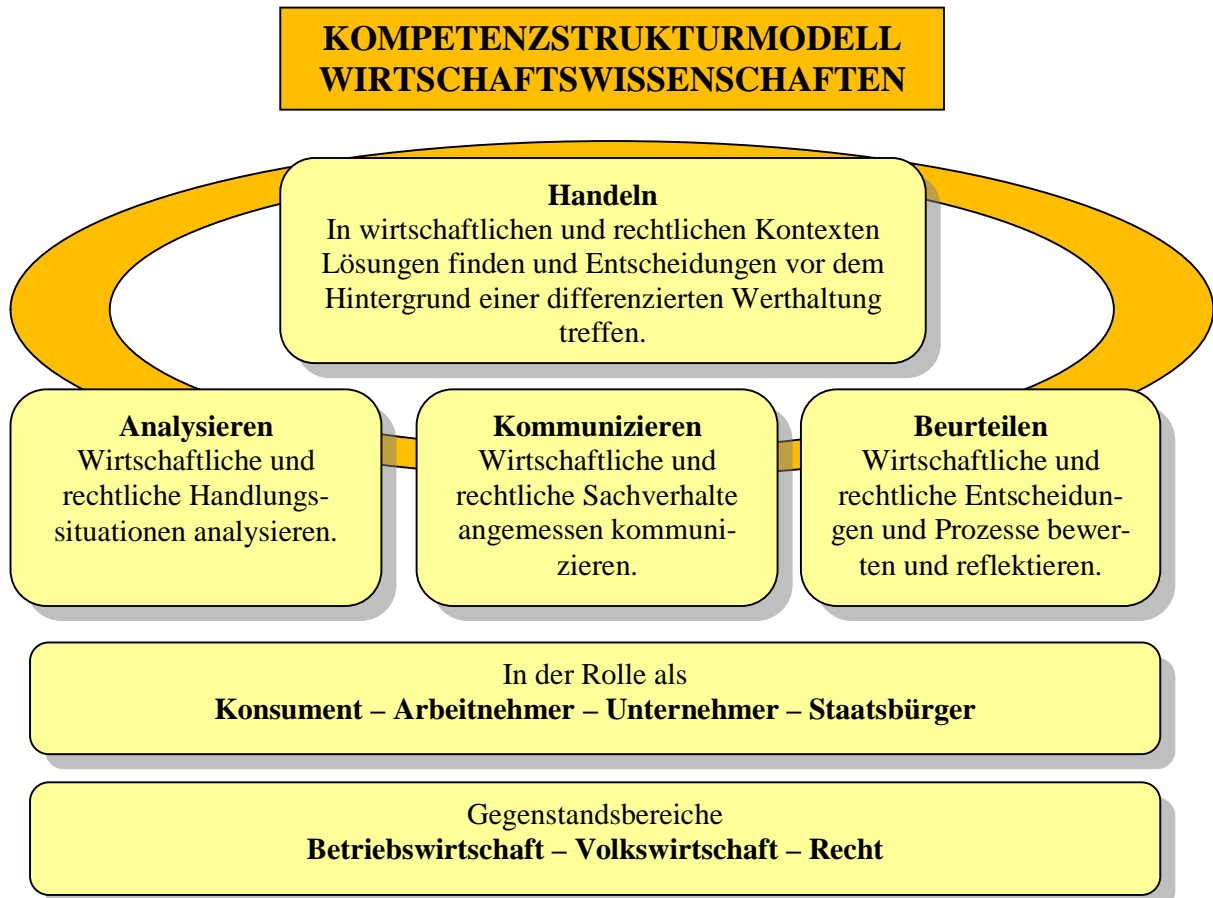 KOMPETENZSTRUKTURMODELL
WIRTSCHAFTSWISSENSCHAFTEN
Handeln
In wirtschaftlichen und rechtlichen Kontexten
Lösungen finden und Entscheidungen vor dem
Hintergrund einer differenzierten Werthaltung
treffen.
Analysieren
Wirtschaftliche und
rechtliche Handlungs-
situationen analysieren.
Kommunizieren
Wirtschaftliche und
rechtliche Sachverhalte
angemessen kommuni-
zieren.
Beurteilen
Wirtschaftliche und
rechtliche Entscheidun-
gen und Prozesse bewer-
ten und reflektieren.
In der Rolle als
Konsument – Arbeitnehmer – Unternehmer – Staatsbürger
Gegenstandsbereiche
Betriebswirtschaft – Volkswirtschaft – Recht